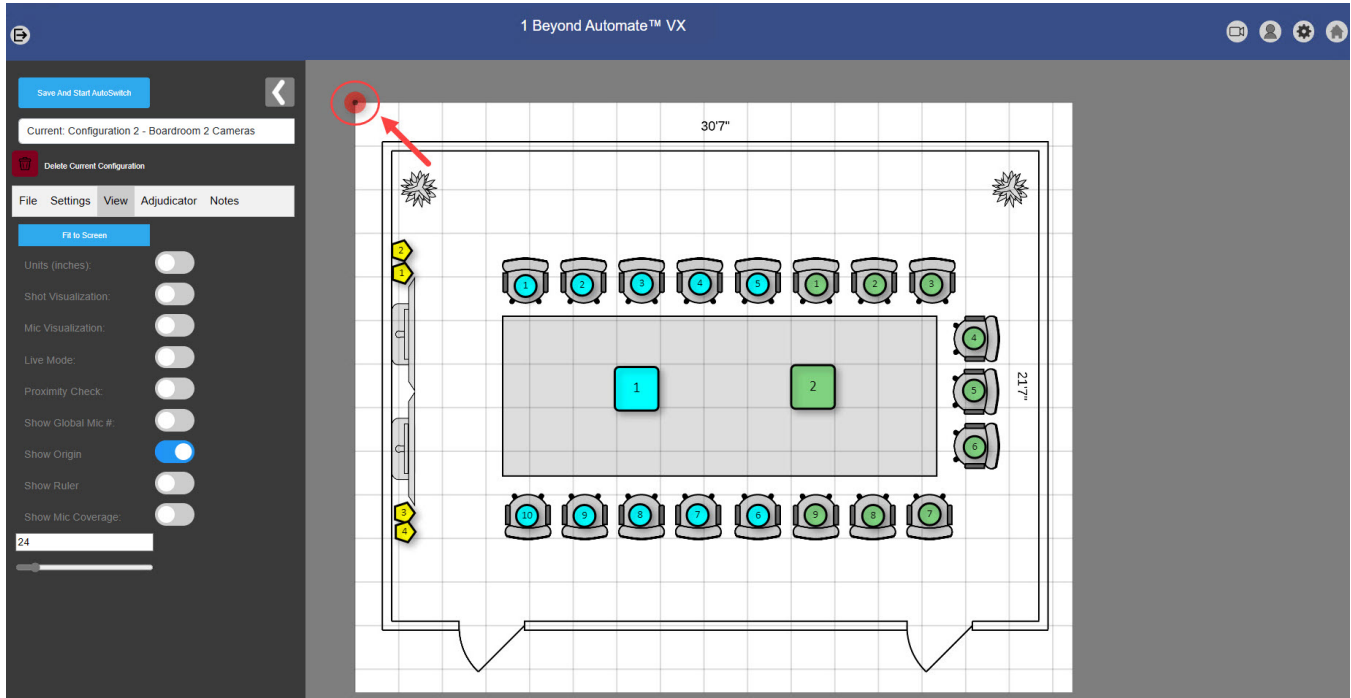 1 Beyond Automate™ VX
Save And Start AutoSwitch
Current: Configuration 2 - Boardroom 2 Cameras
Delete Current Configuration
File Settings View Adjudicator Notes
Fit to Screen
Units (inches):
Shot Visualization:
Mic Visualization:
Live Mode:
Proximity Check:
Show Global Mic #:
Show Origin
Show Ruler
Show Mic Coverage:
24
30'7"
2
1
1 2 3 4 5 1 2 3
4
1 2
5
21'7"
6
3
4
10 9 8 7 6 9 8 7